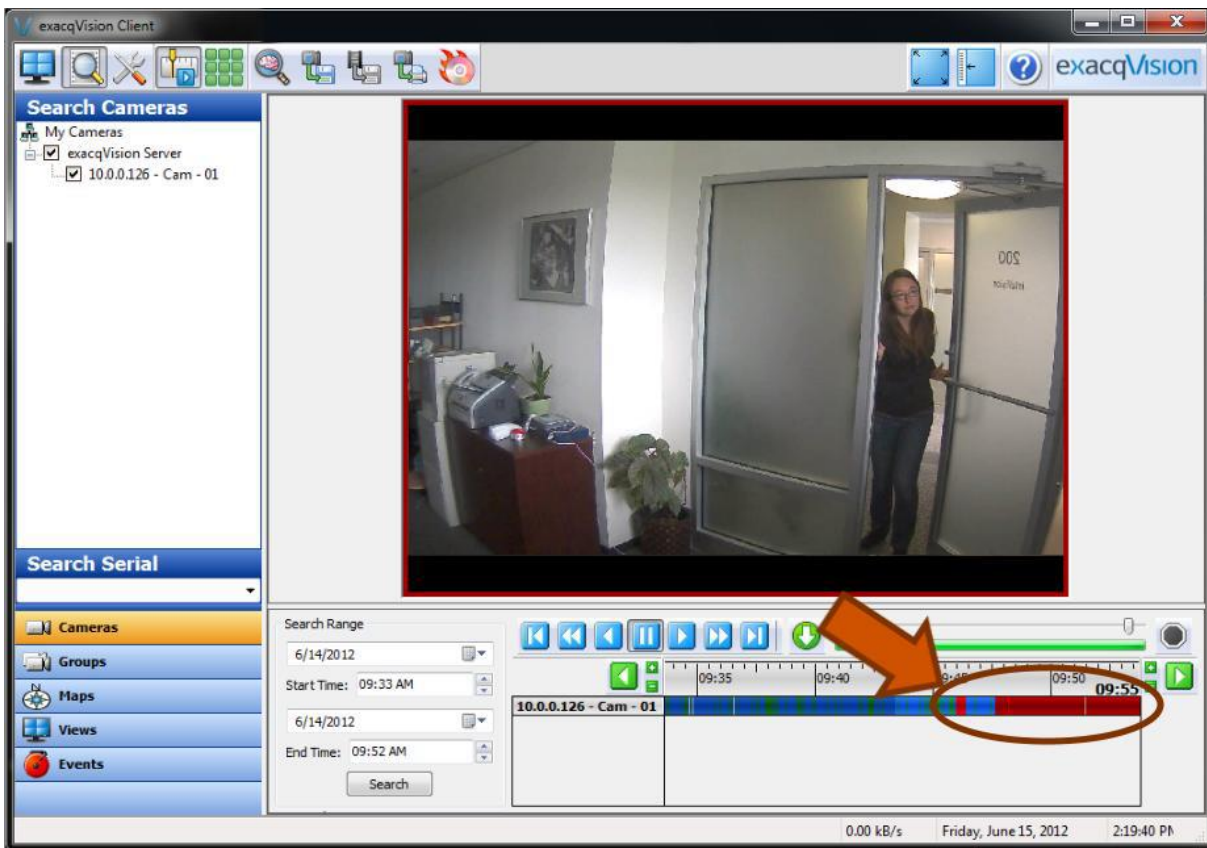 exacqVision Client
exacqVision
Search Cameras
My Cameras
exacqVision Server
10.0.0.126 - Cam - 01
200
Search Serial
Cameras
Groups
Maps
Views
Events
Search Range
6/14/2012
Start Time: 09:33 AM
6/14/2012
End Time: 09:52 AM
Search
09:35
09:40
09:50
09:55
10.0.0.126 - Cam - 01
0.00 kB/s
Friday, June 15, 2012
2:19:40 PM